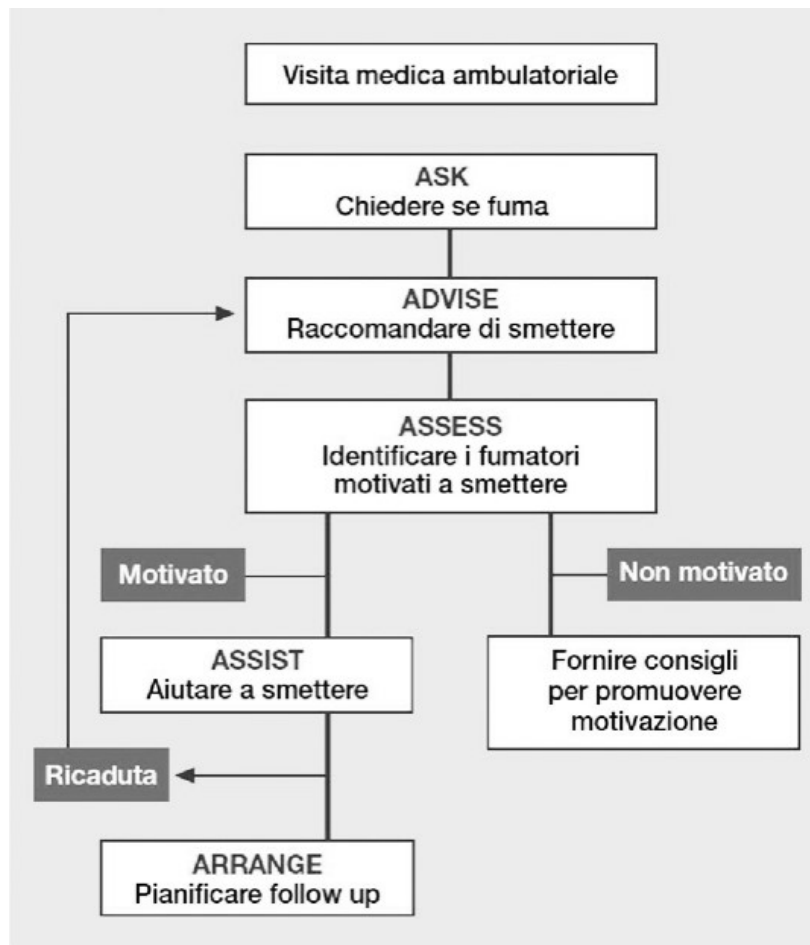 Visita medica ambulatoriale
ASK
Chiedere se fuma
ADVISE
Raccomandare di smettere
ASSESS
Identificare i fumatori
motivati a smettere
Motivato
Non motivato
ASSIST
Aiutare a smettere
Fornire consigli
per promuovere
motivazione
Ricaduta
ARRANGE
Pianificare follow up